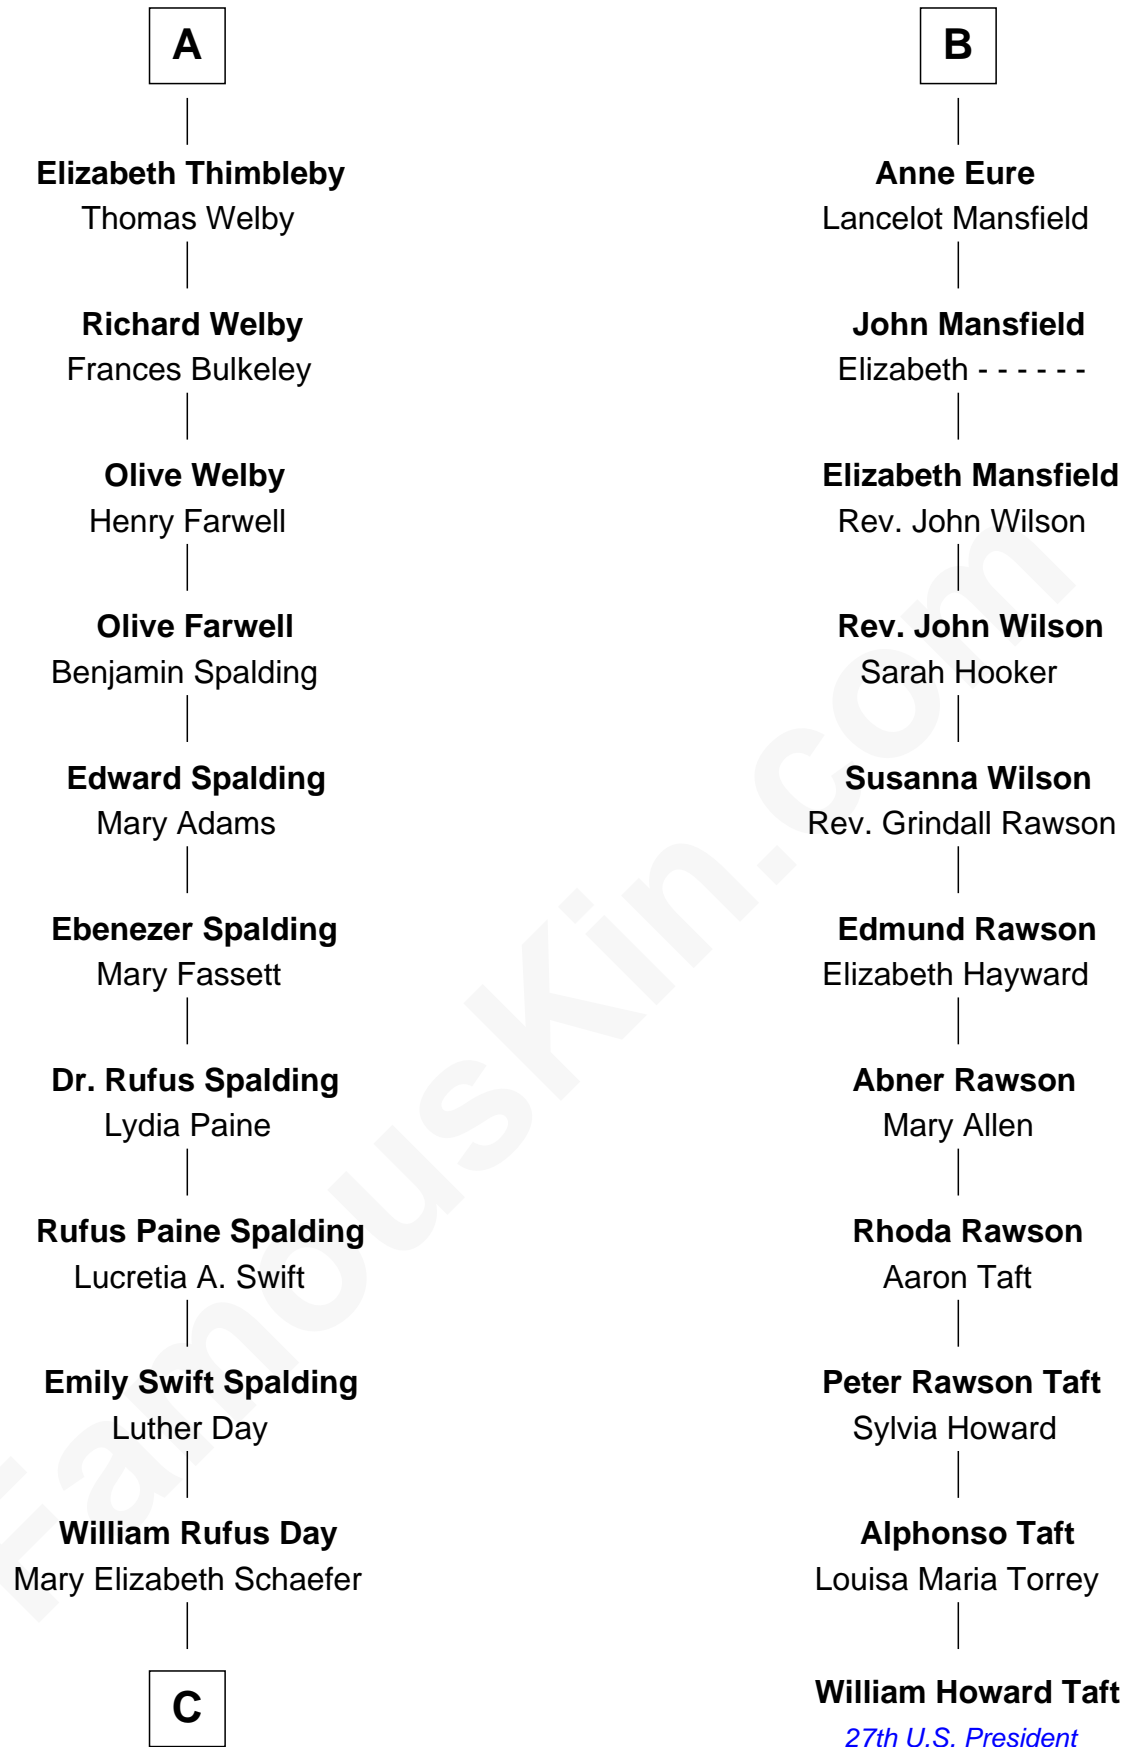 A
Elizabeth Thimbleby
Thomas Welby
Richard Welby
Frances Bulkeley
Olive Welby
Henry Farwell
Olive Farwell
Benjamin Spalding
Edward Spalding
Mary Adams
Ebenezer Spalding
Mary Fassett
Dr. Rufus Spalding
Lydia Paine
Rufus Paine Spalding
Lucretia A. Swift
Emily Swift Spalding
Luther Day
William Rufus Day
Mary Elizabeth Schaefer
C
B
Anne Eure
Lancelot Mansfield
John Mansfield
Elizabeth - - - - - -
Elizabeth Mansfield
Rev. John Wilson
Rev. John Wilson
Sarah Hooker
Susanna Wilson
Rev. Grindall Rawson
Edmund Rawson
Elizabeth Hayward
Abner Rawson
Mary Allen
Rhoda Rawson
Aaron Taft
Peter Rawson Taft
Sylvia Howard
Alphonso Taft
Louisa Maria Torrey
William Howard Taft
27th U.S. President
FamousKin.com